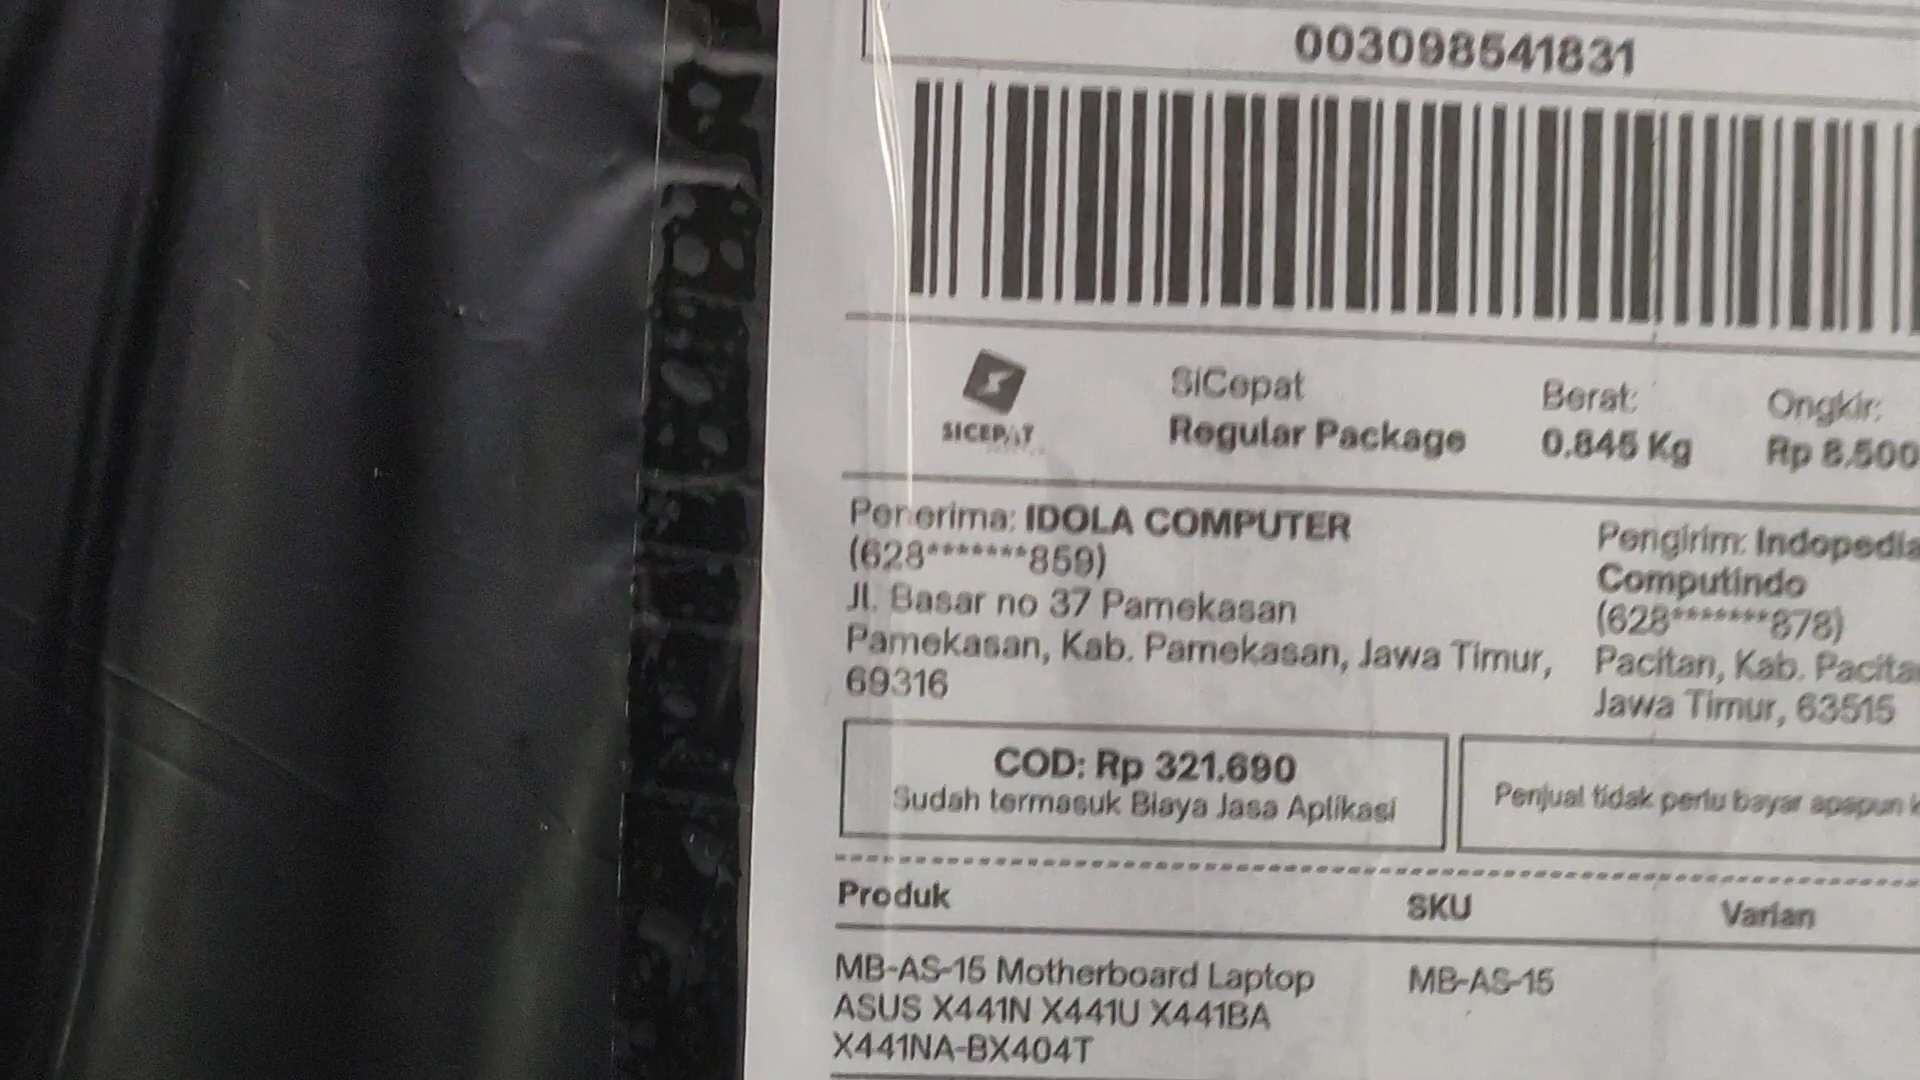 003098541831
SICEPAT
SiCepat
Regular Package
Berat:
0.845 Kg
Ongkir:
Rp 8.500
Penerima: IDOLA COMPUTER
(628*******859)
Jl. Basar no 37 Pamekasan
Pamekasan, Kab. Pamekasan, Jawa Timur,
69316
Pengirim: Indopedia
Computindo
(628*******878)
Pacitan, Kab. Pacita
Jawa Timur, 63515
COD: Rp 321.690
Sudah termasuk Biaya Jasa Aplikasi
Penjual tidak perlu bayar apapun k
Produk
SKU
Varian
MB-AS-15 Motherboard Laptop
ASUS X441N X441U X441BA
X441NA-BX404T
MB-AS-15